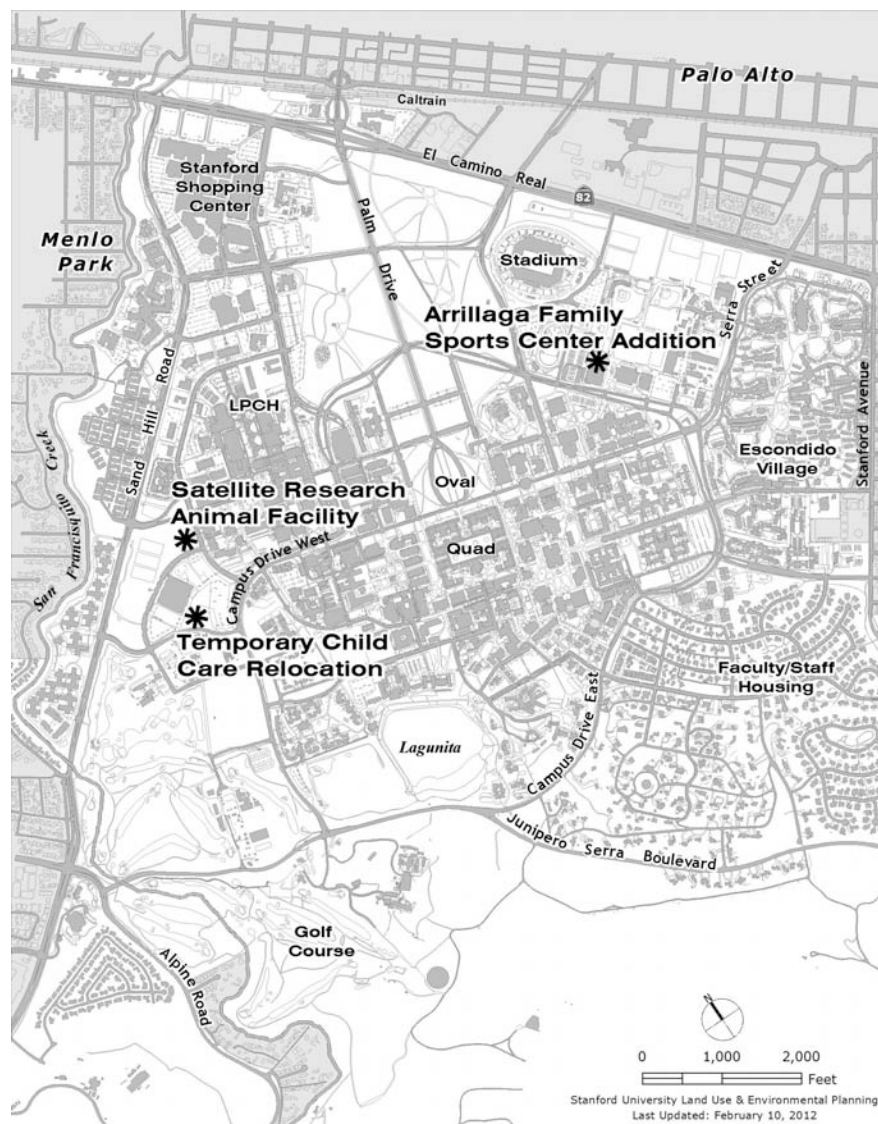 Palo Alto
Caltrain
El Camino Real
82
Stanford
Shopping
Center
Palm Drive
Menlo
Park
Stadium
Serra Street
Arrillaga Family
Sports Center Addition
Sand Hill Road
LPCH
Stanford Avenue
Escondido
Village
San Francisquito Creek
Oval
Satellite Research
Animal Facility
Campus Drive West
Quad
Temporary Child
Care Relocation
Faculty/Staff
Housing
Lagunita
Campus Drive East
Junipero Serra Boulevard
Golf
Course
Alpine Road
N
0 1,000 2,000
Feet
Stanford University Land Use & Environmental Planning
Last Updated: February 10, 2012